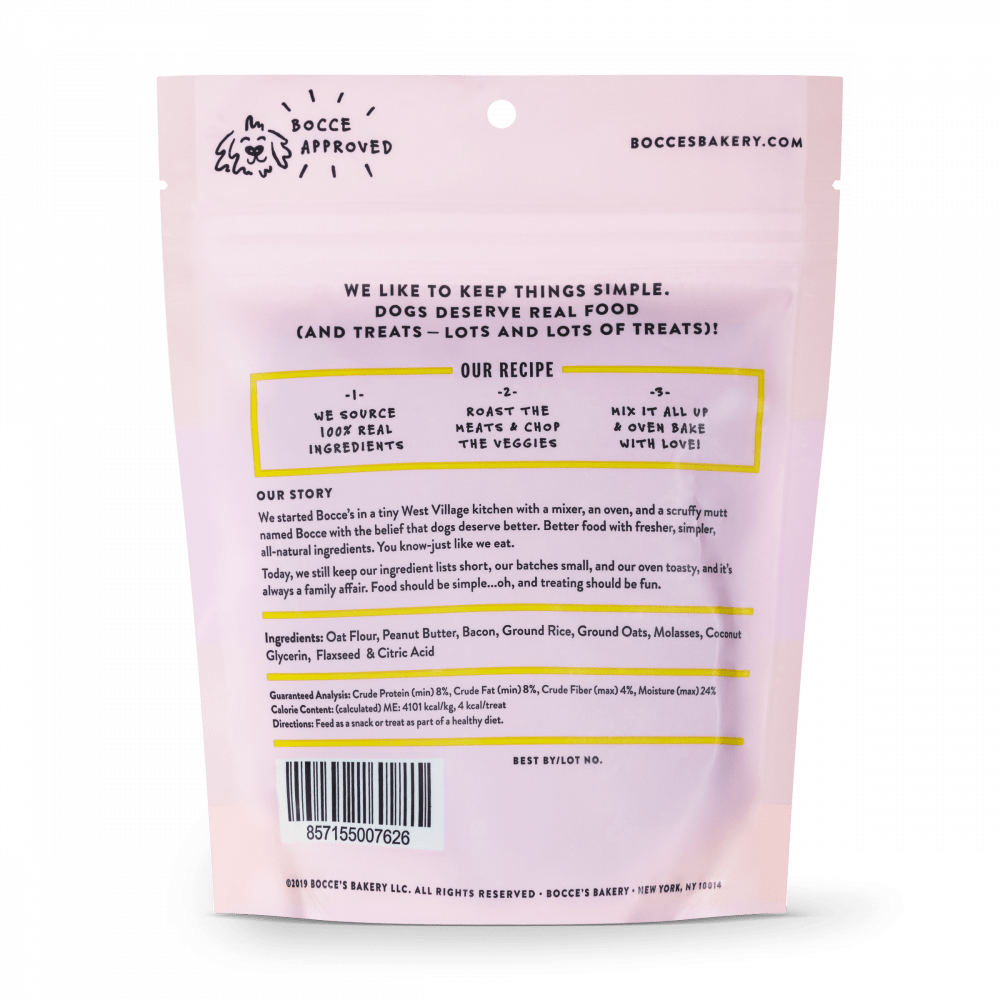 BOCCE
APPROVED
BOCCESBAKERY.COM
WE LIKE TO KEEP THINGS SIMPLE.
DOGS DESERVE REAL FOOD
(AND TREATS — LOTS AND LOTS OF TREATS)!
OUR RECIPE
-1-
WE SOURCE
100% REAL
INGREDIENTS
-2-
ROAST THE
MEATS & CHOP
THE VEGGIES
-3-
MIX IT ALL UP
& OVEN BAKE
WITH LOVE!
OUR STORY
We started Bocce's in a tiny West Village kitchen with a mixer, an oven, and a scruffy mutt
named Bocce with the belief that dogs deserve better. Better food with fresher, simpler,
all-natural ingredients. You know-just like we eat.
Today, we still keep our ingredient lists short, our batches small, and our oven toasty, and it's
always a family affair. Food should be simple...oh, and treating should be fun.
Ingredients: Oat Flour, Peanut Butter, Bacon, Ground Rice, Ground Oats, Molasses, Coconut
Glycerin, Flaxseed & Citric Acid
Guaranteed Analysis: Crude Protein (min) 8%, Crude Fat (min) 8%, Crude Fiber (max) 4%, Moisture (max) 24%
Calorie Content: (calculated) ME: 4101 kcal/kg, 4 kcal/treat
Directions: Feed as a snack or treat as part of a healthy diet.
BEST BY/LOT NO.
857155007626
©2019 BOCCE'S BAKERY LLC. ALL RIGHTS RESERVED • BOCCE'S BAKERY • NEW YORK, NY 10014